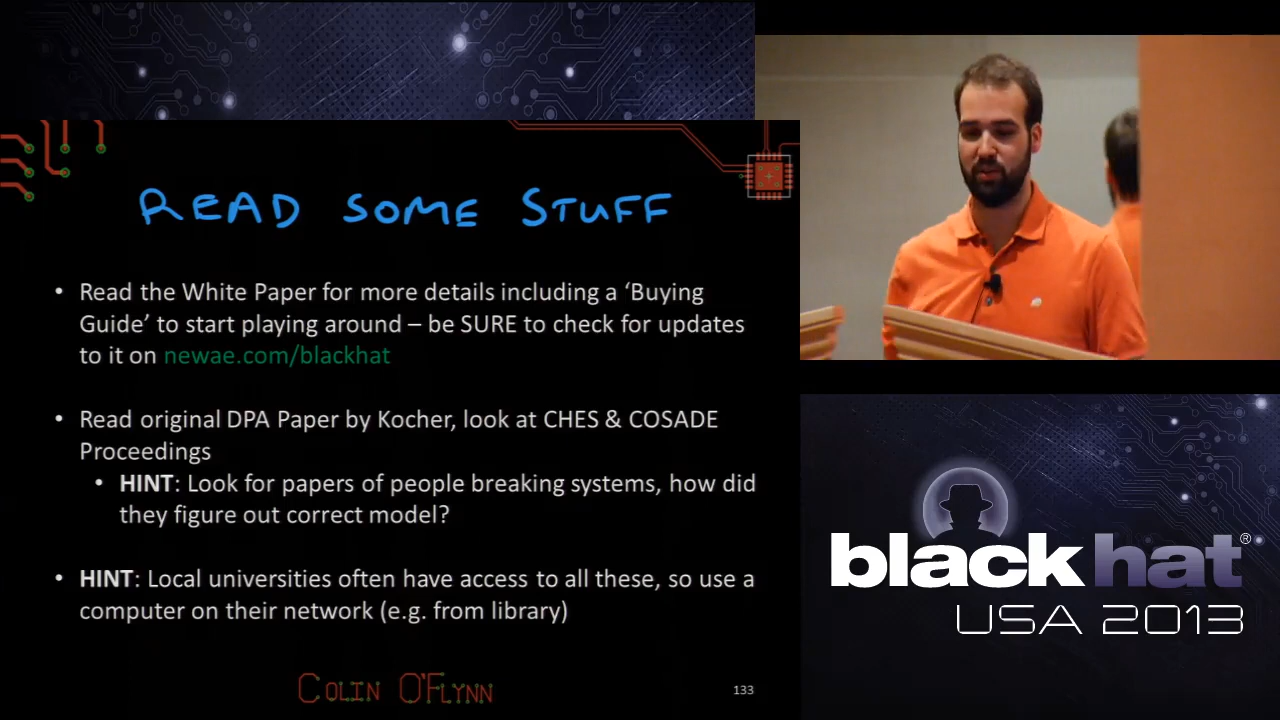 READ SOME STUFF
• Read the White Paper for more details including a ‘Buying
Guide’ to start playing around – be SURE to check for updates
to it on newae.com/blackhat
• Read original DPA Paper by Kocher, look at CHES & COSADE
Proceedings
• HINT: Look for papers of people breaking systems, how did
they figure out correct model?
• HINT: Local universities often have access to all these, so use a
computer on their network (e.g. from library)
COLIN O'FLYNN
133
black hat®
USA 2013